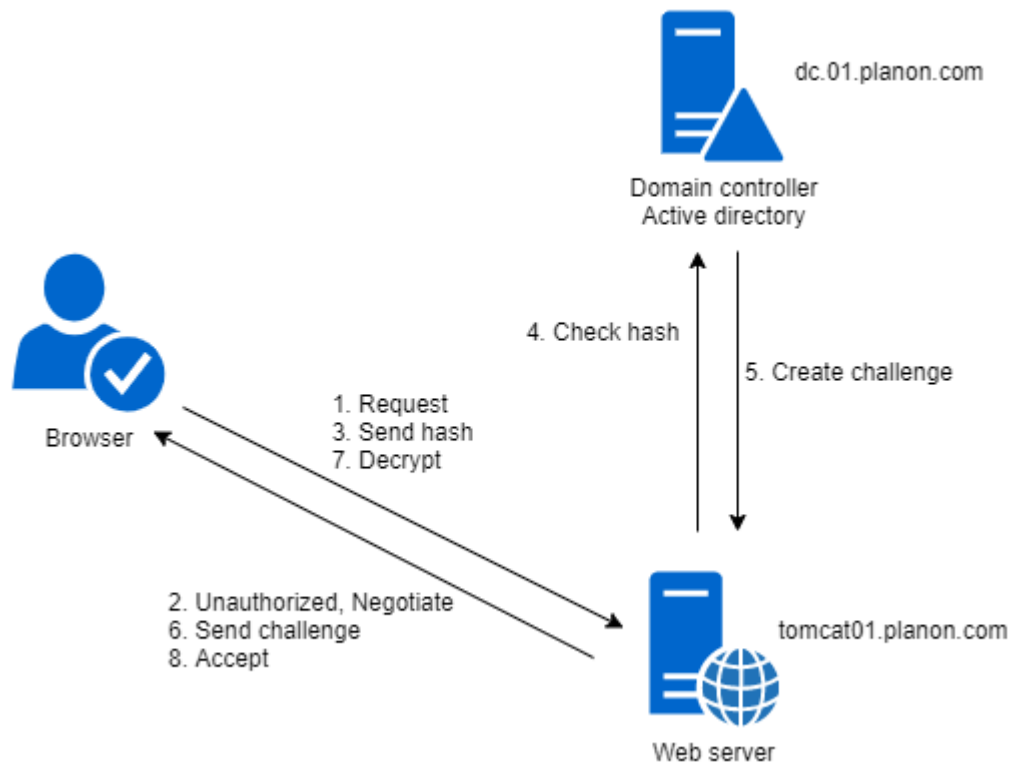 dc.01.planon.com
Domain controller
Active directory
4. Check hash
5. Create challenge
Browser
1. Request
3. Send hash
7. Decrypt
2. Unauthorized, Negotiate
6. Send challenge
8. Accept
tomcat01.planon.com
Web server